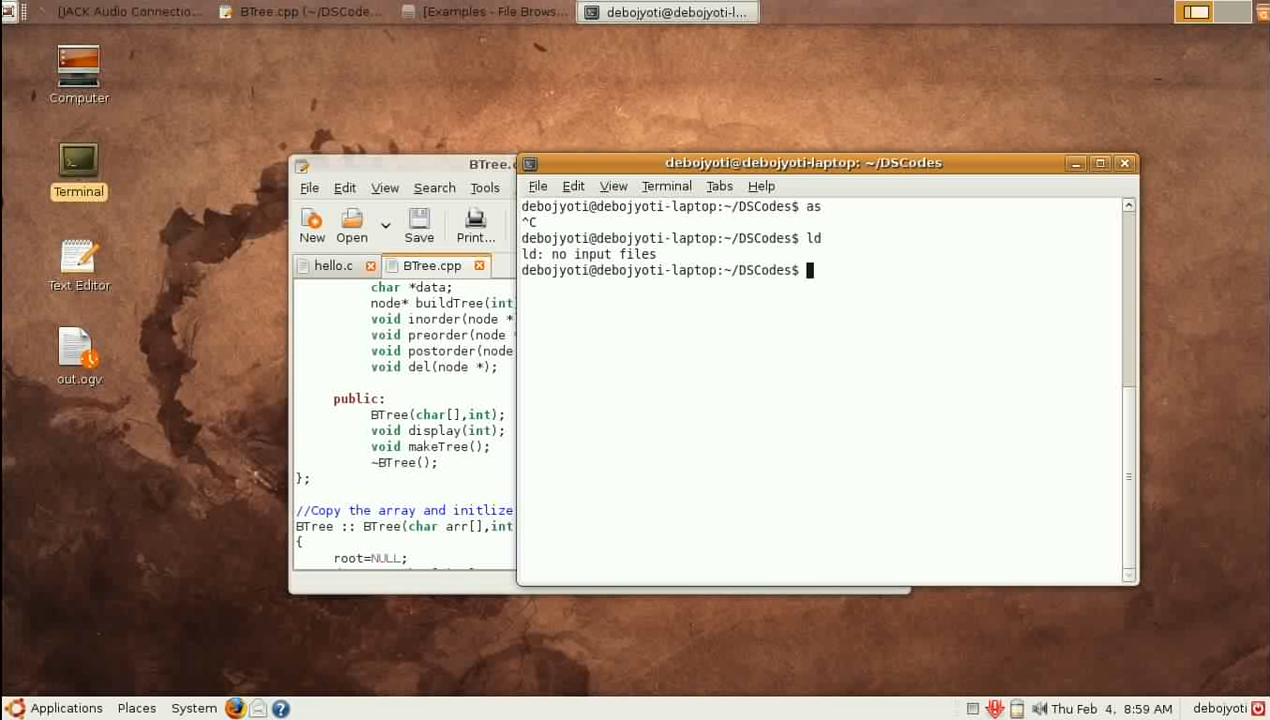 [JACK Audio Connectio...
BTree.cpp (~/DSCode...
[Examples - File Brows...
debojyoti@debojyoti-l...
Computer
Terminal
Text Editor
out.ogv
BTree.c
File Edit View Search Tools
New Open Save Print...
hello.c BTree.cpp
char *data;
node* buildTree(int
void inorder(node *
void preorder(node
void postorder(node
void del(node *);
public:
BTree(char[],int);
void display(int);
void makeTree();
~BTree();
};
//Copy the array and initlize
BTree :: BTree(char arr[],int
{
root=NULL;
debojyoti@debojyoti-laptop: ~/DSCodes
File Edit View Terminal Tabs Help
debojyoti@debojyoti-laptop:~/DSCodes$ as
^C
debojyoti@debojyoti-laptop:~/DSCodes$ ld
ld: no input files
debojyoti@debojyoti-laptop:~/DSCodes$
Applications Places System
Thu Feb 4, 8:59 AM
debojyoti